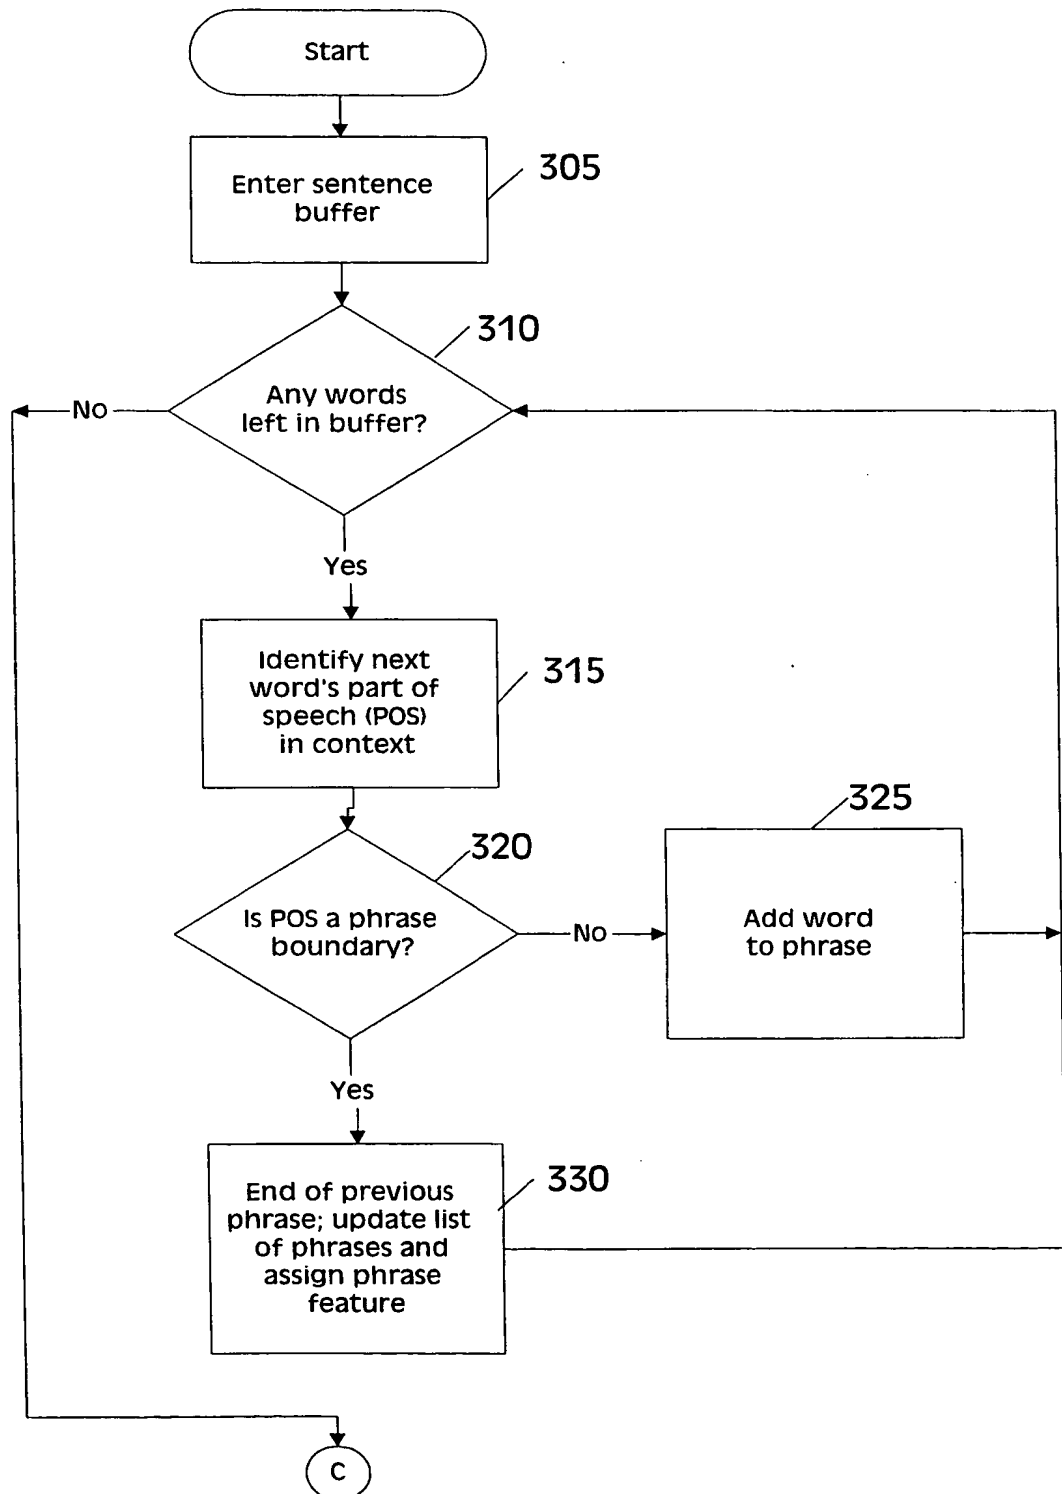 Start
305
Enter sentence
buffer
310
Any words
left in buffer?
No
Yes
315
Identify next
word's part of
speech (POS)
in context
325
320
Is POS a phrase
boundary?
No
Add word
to phrase
Yes
330
End of previous
phrase; update list
of phrases and
assign phrase
feature
C